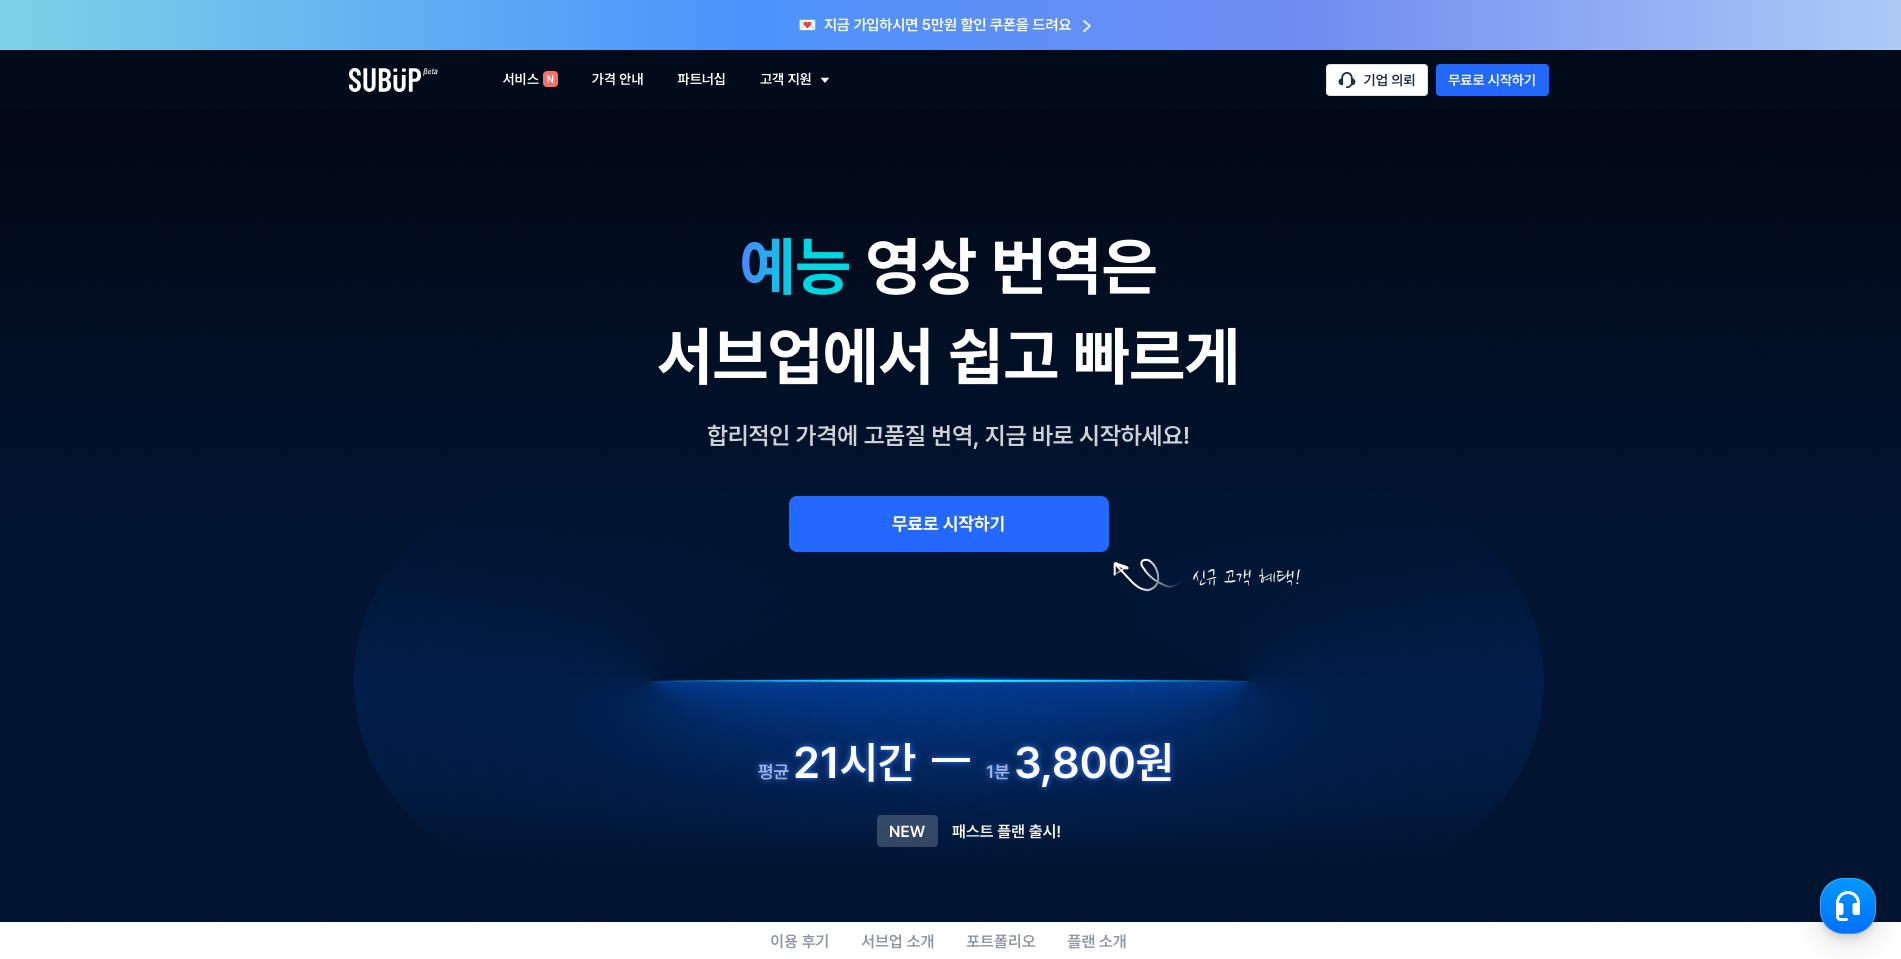 💌 지금 가입하시면 5만원 할인 쿠폰을 드려요
SUBUP Beta 서비스 N 가격 안내 파트너십 고객 지원 기업 의뢰 무료로 시작하기
예능 영상 번역은
서브업에서 쉽고 빠르게
합리적인 가격에 고품질 번역, 지금 바로 시작하세요!
무료로 시작하기
신규 고객 혜택!
평균 21시간 — 1분 3,800원
NEW 패스트 플랜 출시!
이용 후기 서브업 소개 포트폴리오 플랜 소개